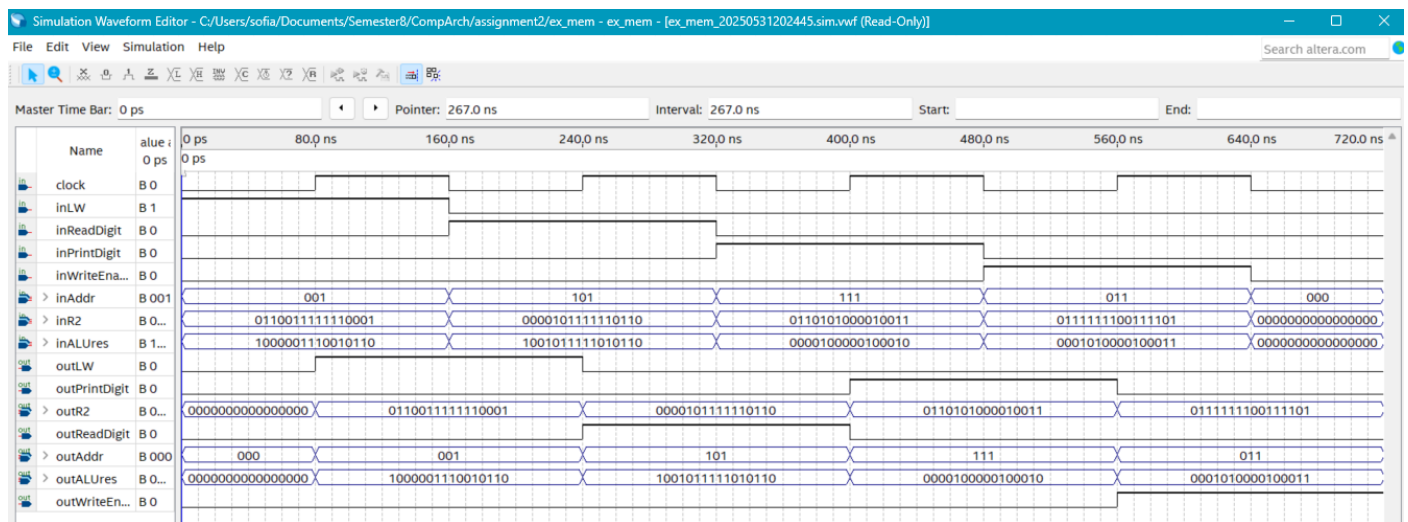 Simulation Waveform Editor - C:/Users/sofia/Documents/Semester8/CompArch/assignment2/ex_mem - ex_mem - [ex_mem_20250531202445.sim.vwf (Read-Only)]
File Edit View Simulation Help
Search altera.com
Master Time Bar: 0 ps Pointer: 267.0 ns Interval: 267.0 ns Start: End:
Name alue a 0 ps 80.0 ns 160.0 ns 240.0 ns 320.0 ns 400.0 ns 480.0 ns 560.0 ns 640.0 ns 720.0 ns
0 ps 0 ps
clock B 0
inLW B 1
inReadDigit B 0
inPrintDigit B 0
inWriteEna... B 0
> inAddr B 001 001 101 111 011 000
> inR2 B 0... 0110011111110001 0000101111110110 0110101000010011 0111111100111101 0000000000000000
> inALUres B 1... 1000001110010110 1001011111010110 0000100000100010 0001010000100011 0000000000000000
outLW B 0
outPrintDigit B 0
> outR2 B 0... 0000000000000000 0110011111110001 0000101111110110 0110101000010011 0111111100111101
outReadDigit B 0
> outAddr B 000 000 001 101 111 011
> outALUres B 0... 0000000000000000 1000001110010110 1001011111010110 0000100000100010 0001010000100011
outWriteEn... B 0